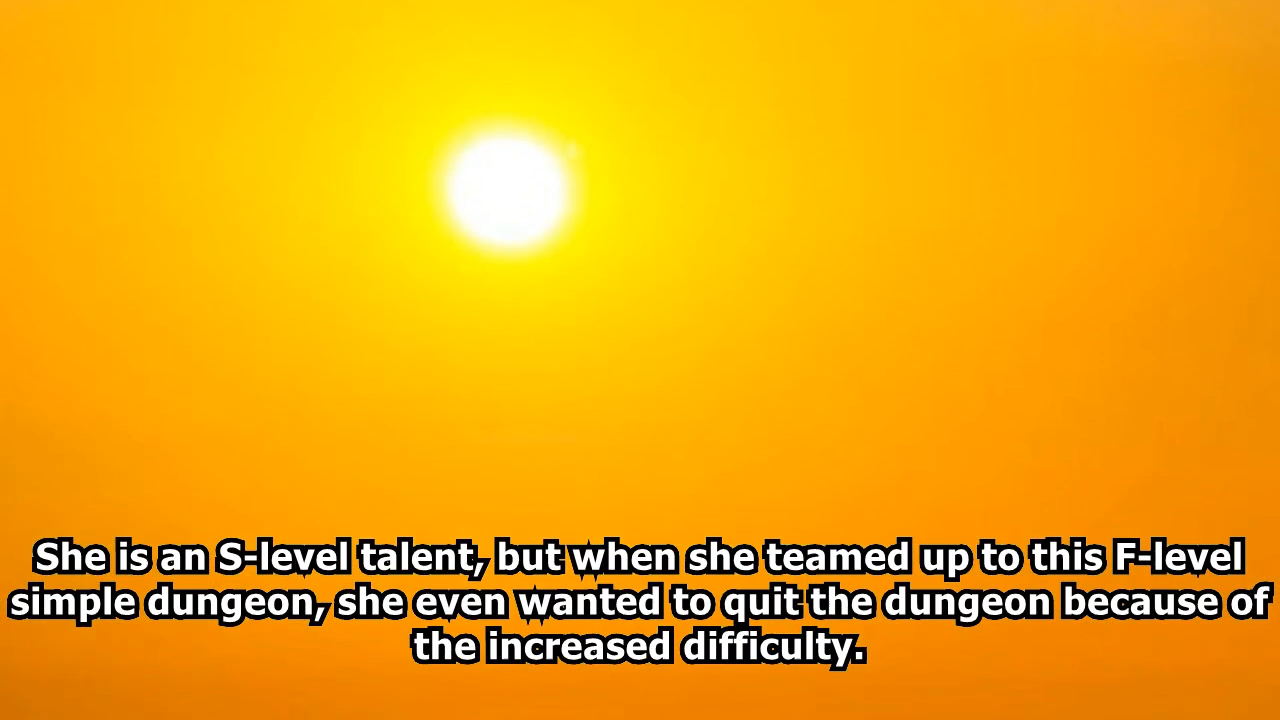 She is an S-level talent, but when she teamed up to this F-level
simple dungeon, she even wanted to quit the dungeon because of
the increased difficulty.